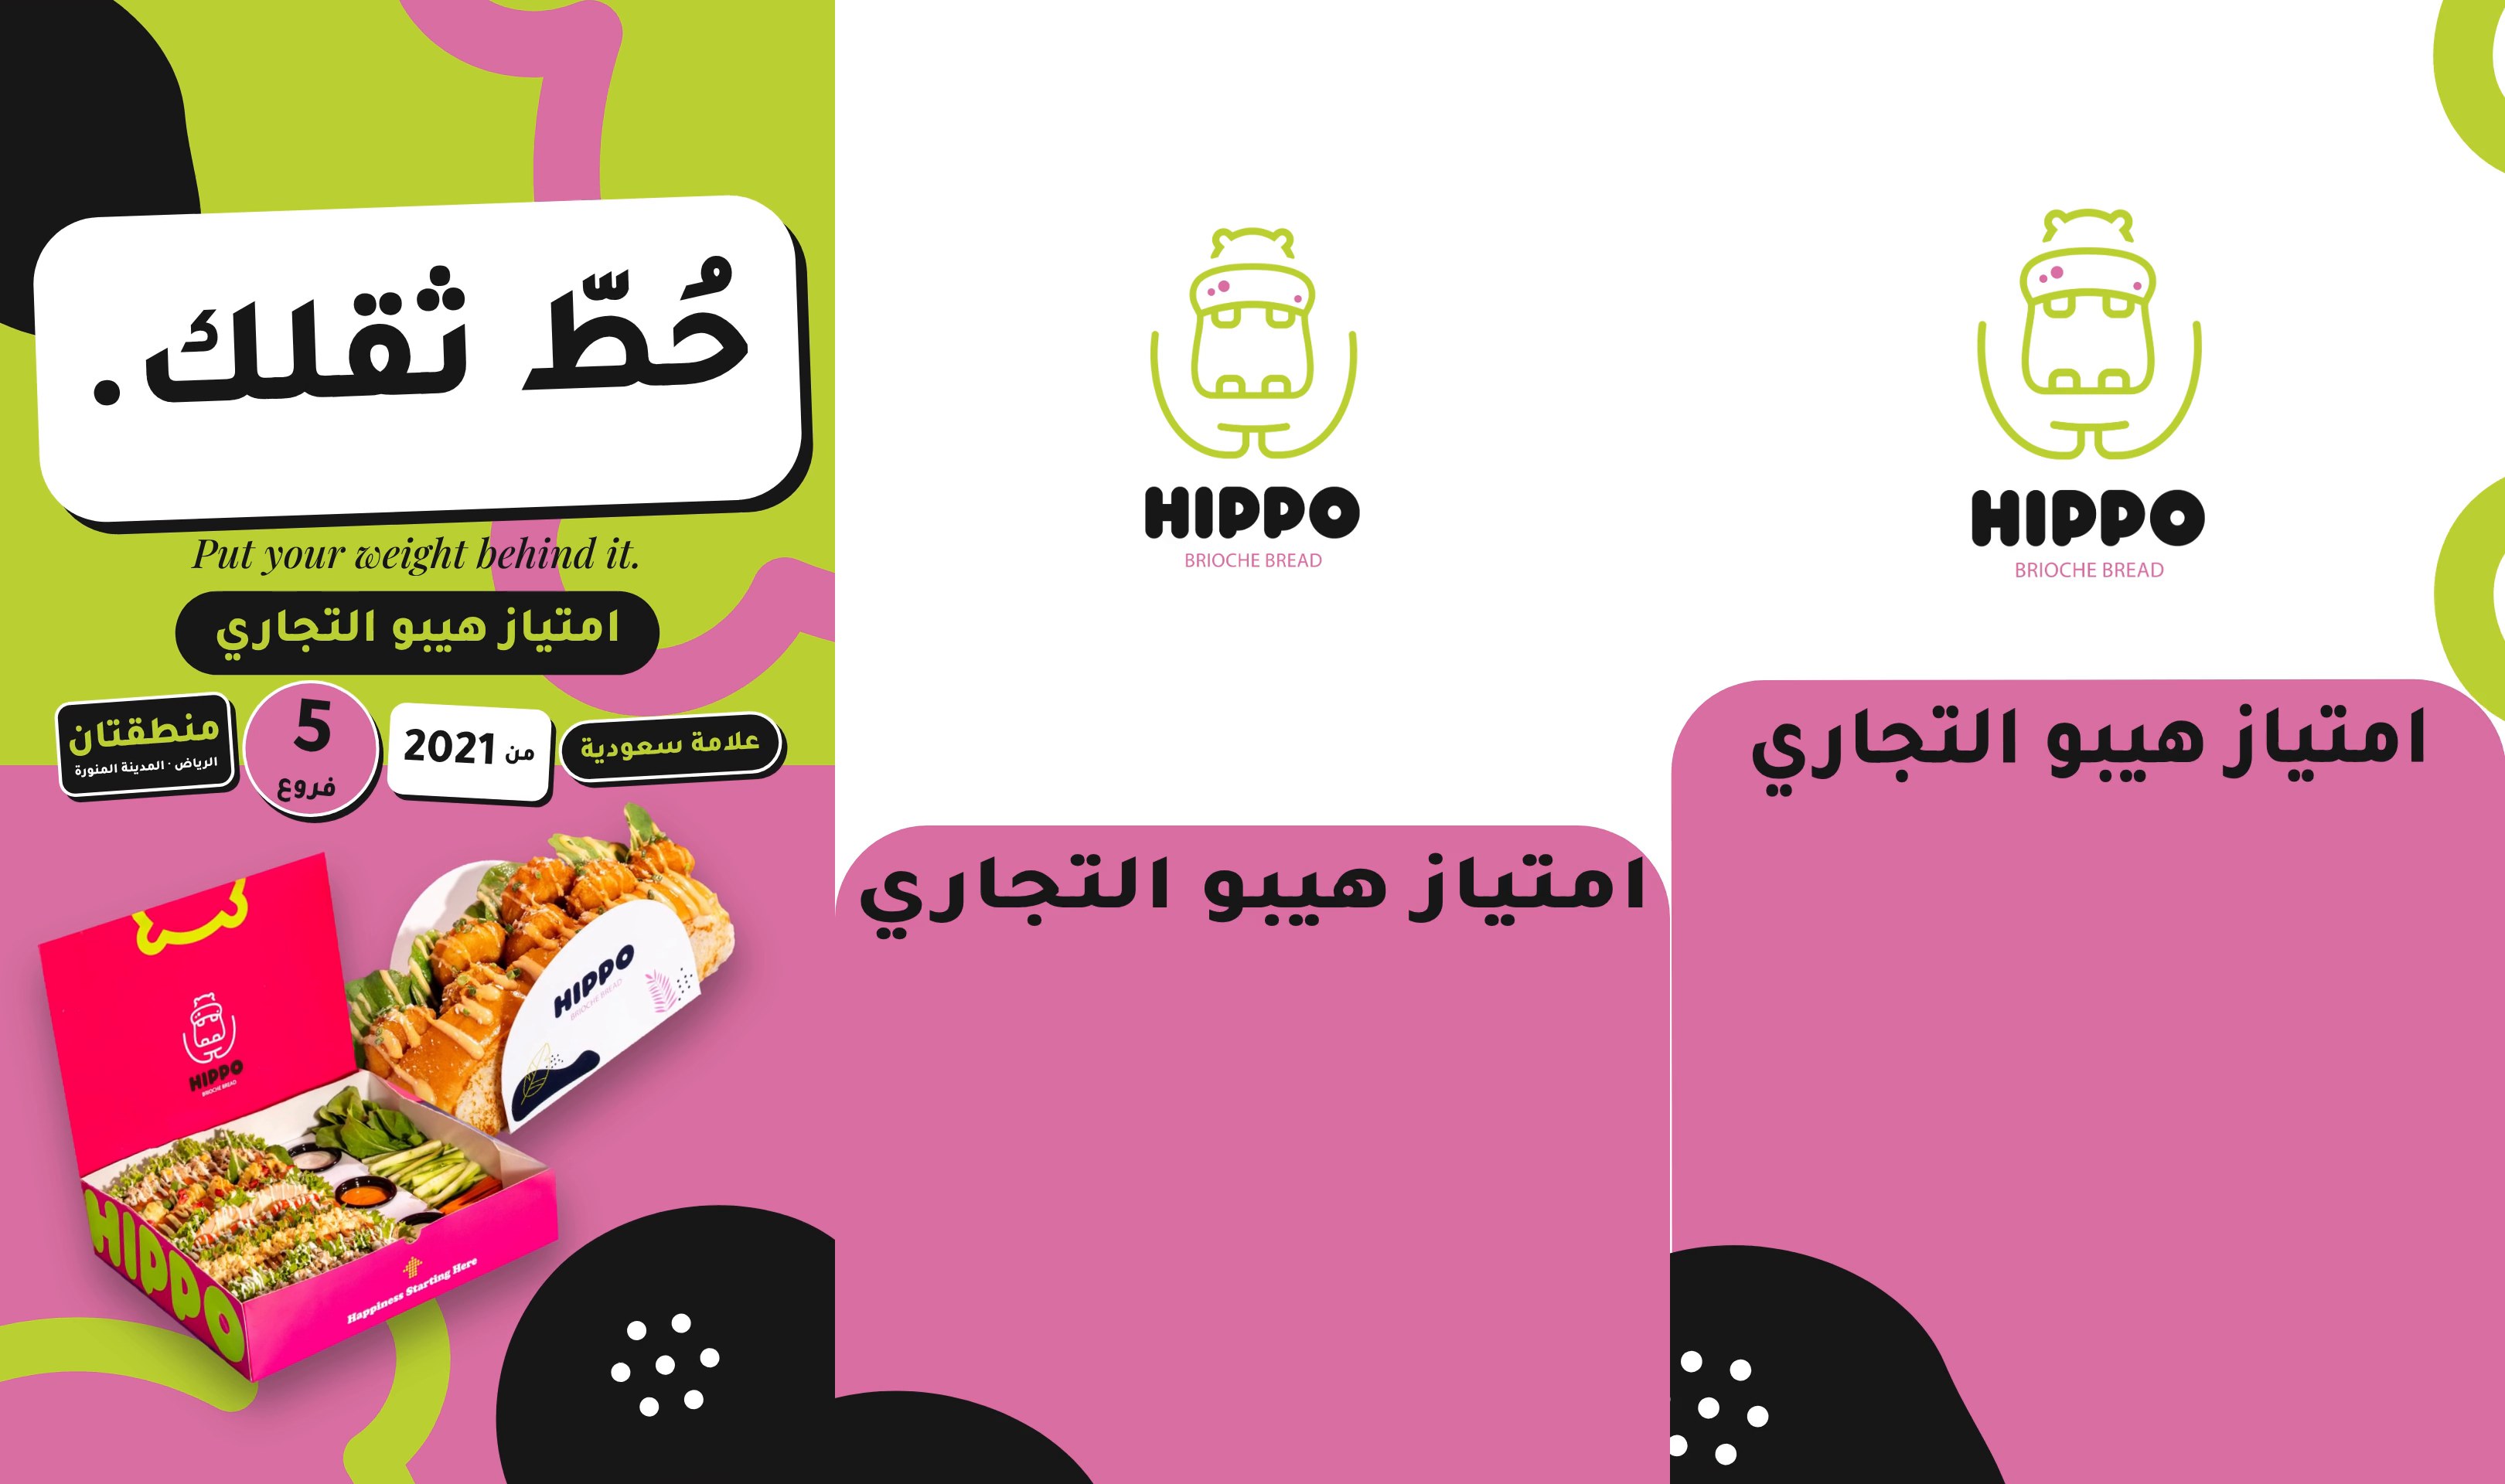 حُطّ ثقلك.
Put your weight behind it.
امتياز هيبو التجاري
علامة سعودية
من 2021
5
فروع
منطقتان
الرياض · المدينة المنورة
HIPPO
BRIOCHE BREAD
HIPPO
BRIOCHE BREAD
HIPPO
Happiness Starting Here
HIPPO
BRIOCHE BREAD
امتياز هيبو التجاري
HIPPO
BRIOCHE BREAD
امتياز هيبو التجاري